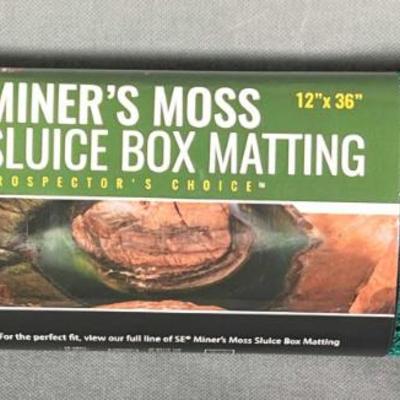 MINER'S MOSS
12"x 36"
SLUICE BOX MATTING
ROSPECTOR'S CHOICE™
For the perfect fit, view our full line of SE® Miner's Moss Sluice Box Matting